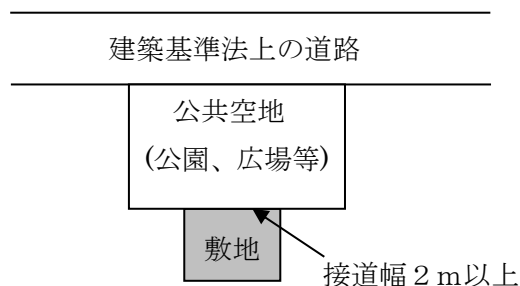 建築基準法上の道路
公共空地
(公園、広場等)
敷地
接道幅２ｍ以上